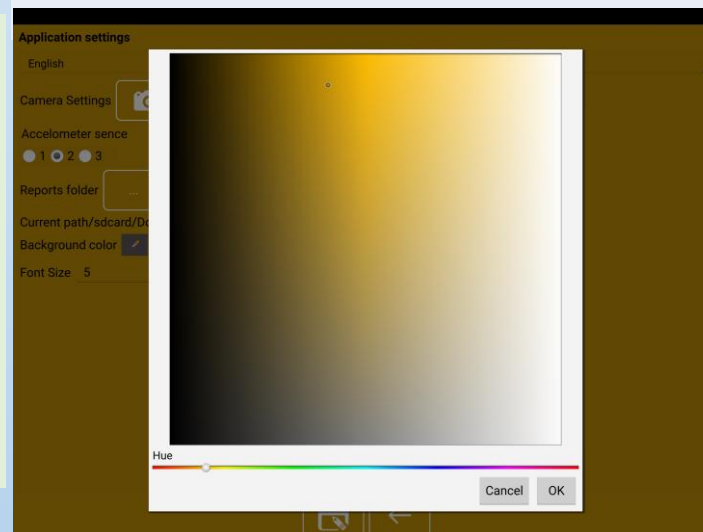 Application settings
English
Camera Settings
Accelometer sence
1 2 3
Reports folder ...
Current path/sdcard/Do
Background color
Font Size 5
Hue
Cancel OK